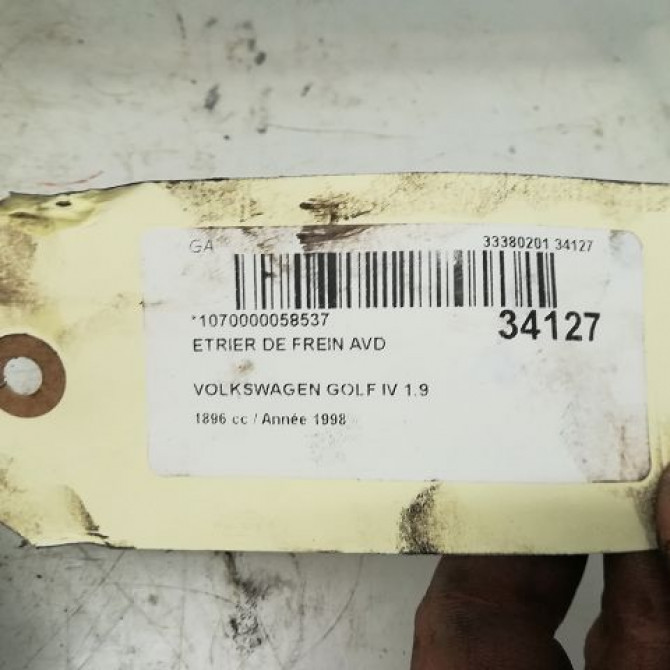 GA 33380201 34127
*1070000058537 34127
ETRIER DE FREIN AVD
VOLKSWAGEN GOLF IV 1.9
1896 cc / Année 1998